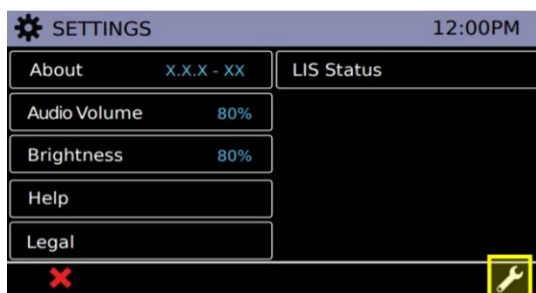 SETTINGS 12:00PM
About X.X.X - XX LIS Status
Audio Volume 80%
Brightness 80%
Help
Legal